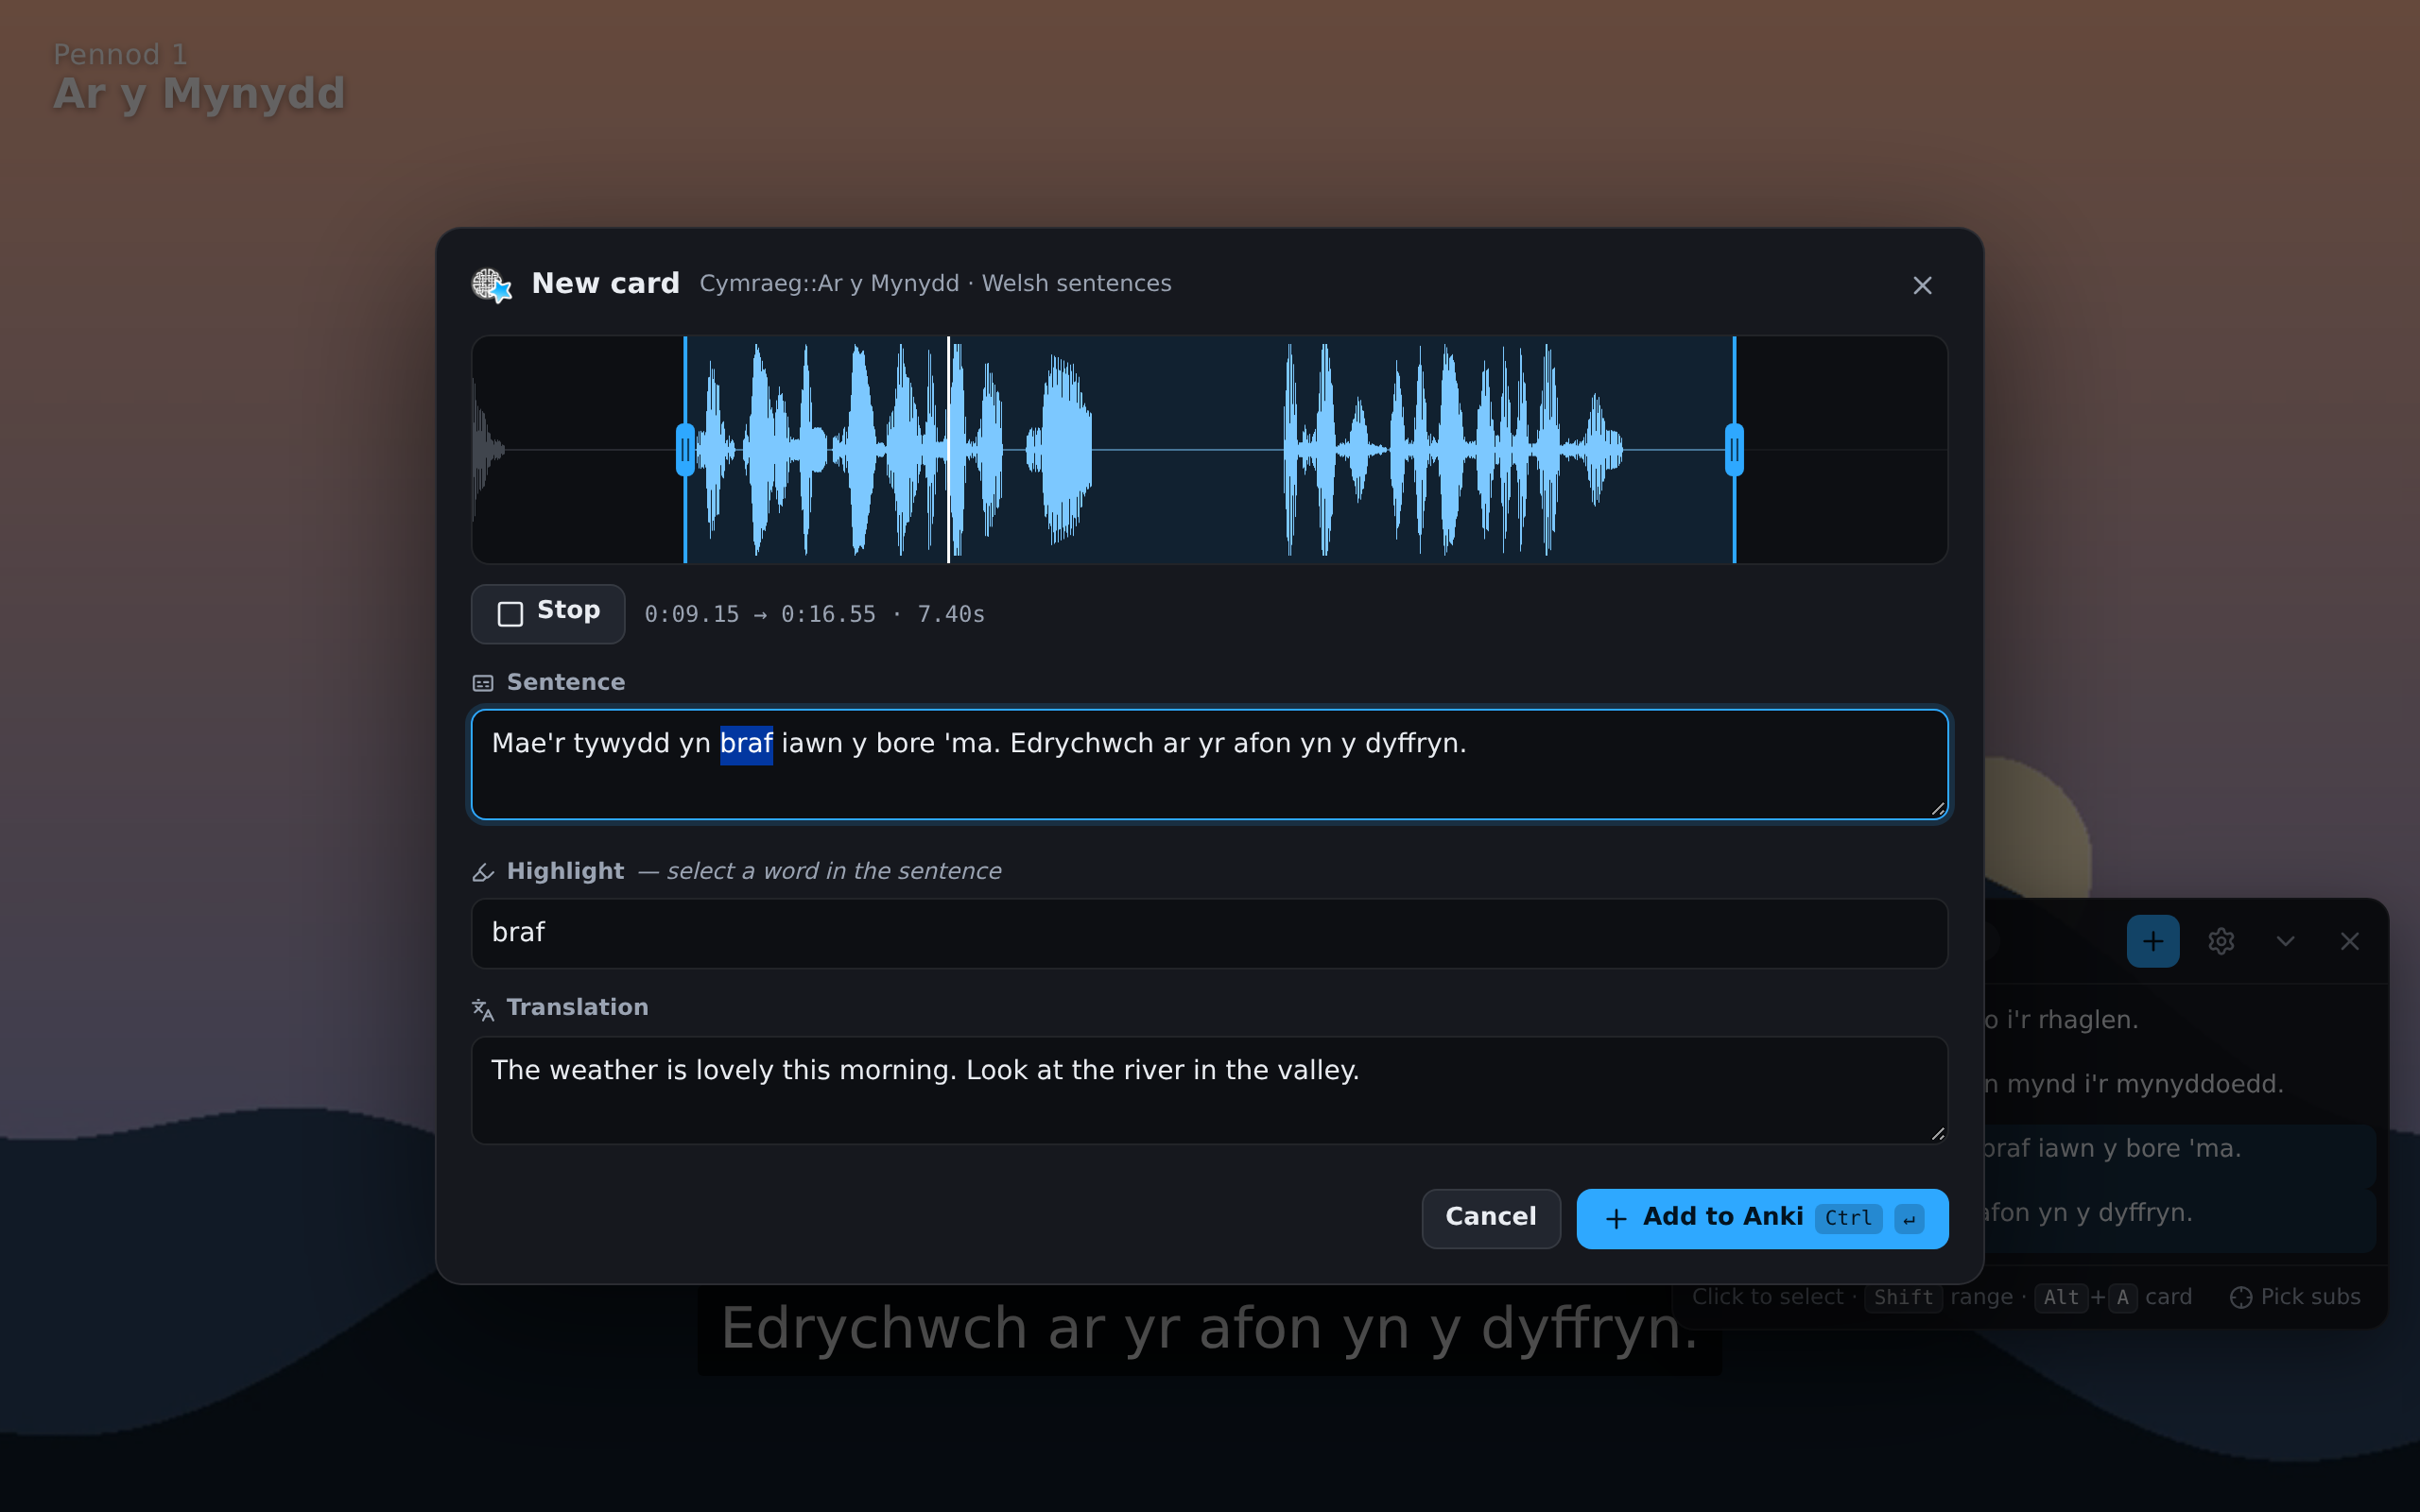 Pennod 1
Ar y Mynydd
New card Cymraeg::Ar y Mynydd · Welsh sentences
Stop 0:09.15 → 0:16.55 · 7.40s
Sentence
Mae'r tywydd yn braf iawn y bore 'ma. Edrychwch ar yr afon yn y dyffryn.
Highlight — select a word in the sentence
braf
Translation
The weather is lovely this morning. Look at the river in the valley.
Cancel + Add to Anki Ctrl ↵
i'r rhaglen.
mynd i'r mynyddoedd.
braf iawn y bore 'ma.
afon yn y dyffryn.
Click to select · Shift range · Alt+A card Pick subs
Edrychwch ar yr afon yn y dyffryn.